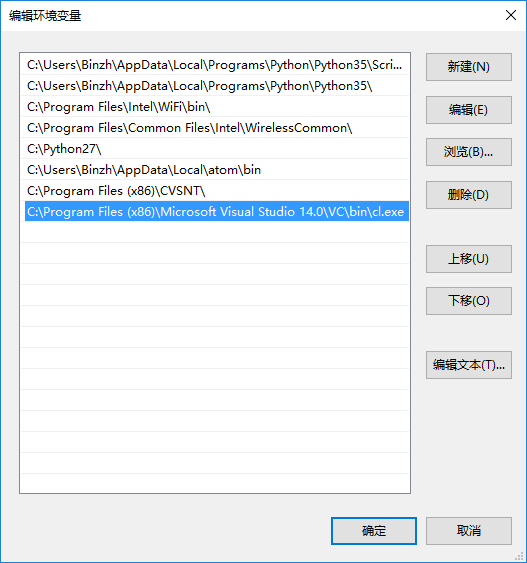 编辑环境变量
C:\Users\Binzh\AppData\Local\Programs\Python\Python35\Scri...
C:\Users\Binzh\AppData\Local\Programs\Python\Python35\
C:\Program Files\Intel\WiFi\bin\
C:\Program Files\Common Files\Intel\WirelessCommon\
C:\Python27\
C:\Users\Binzh\AppData\Local\atom\bin
C:\Program Files (x86)\CVSNT\
C:\Program Files (x86)\Microsoft Visual Studio 14.0\VC\bin\cl.exe
新建(N)
编辑(E)
浏览(B)...
删除(D)
上移(U)
下移(O)
编辑文本(T)...
确定
取消